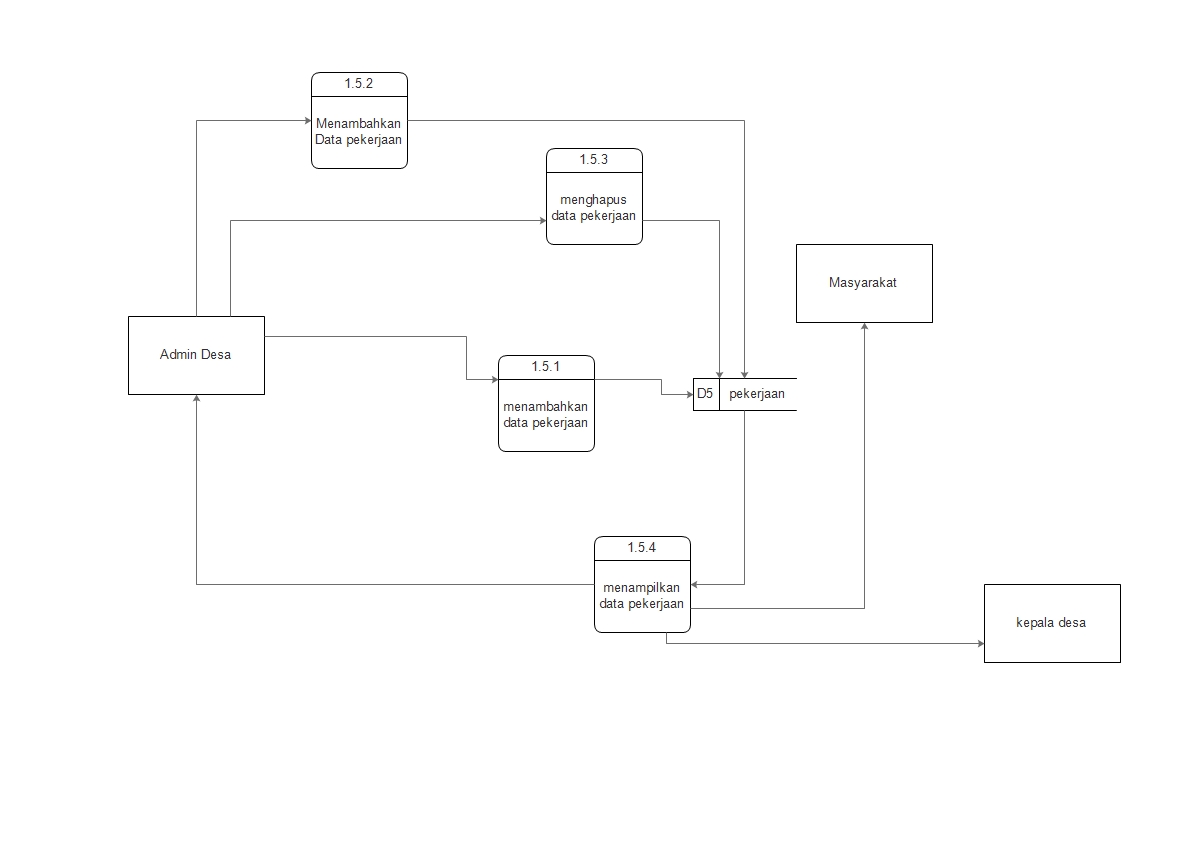 1.5.2
Menambahkan
Data pekerjaan
1.5.3
menghapus
data pekerjaan
Masyarakat
Admin Desa
1.5.1
menambahkan
data pekerjaan
D5
pekerjaan
1.5.4
menampilkan
data pekerjaan
kepala desa